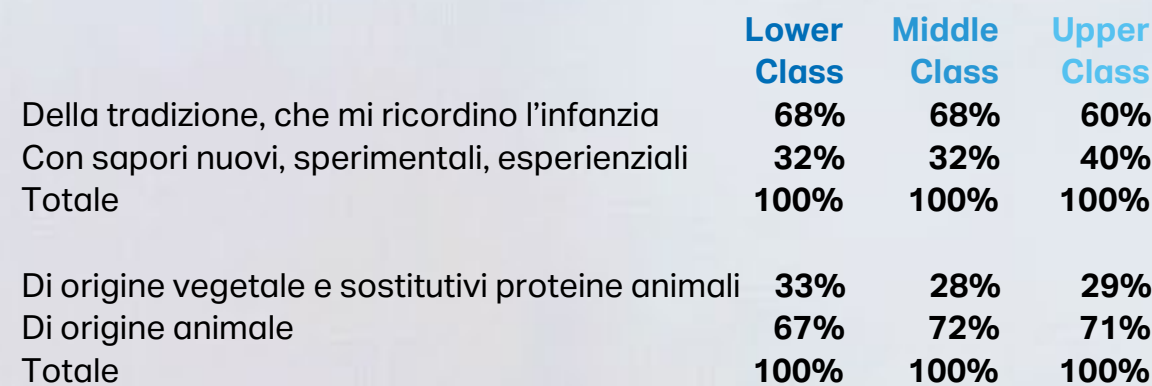 Lower Middle Upper
Class Class Class
Della tradizione, che mi ricordino l'infanzia 68% 68% 60%
Con sapori nuovi, sperimentali, esperienziali 32% 32% 40%
Totale 100% 100% 100%
Di origine vegetale e sostitutivi proteine animali 33% 28% 29%
Di origine animale 67% 72% 71%
Totale 100% 100% 100%